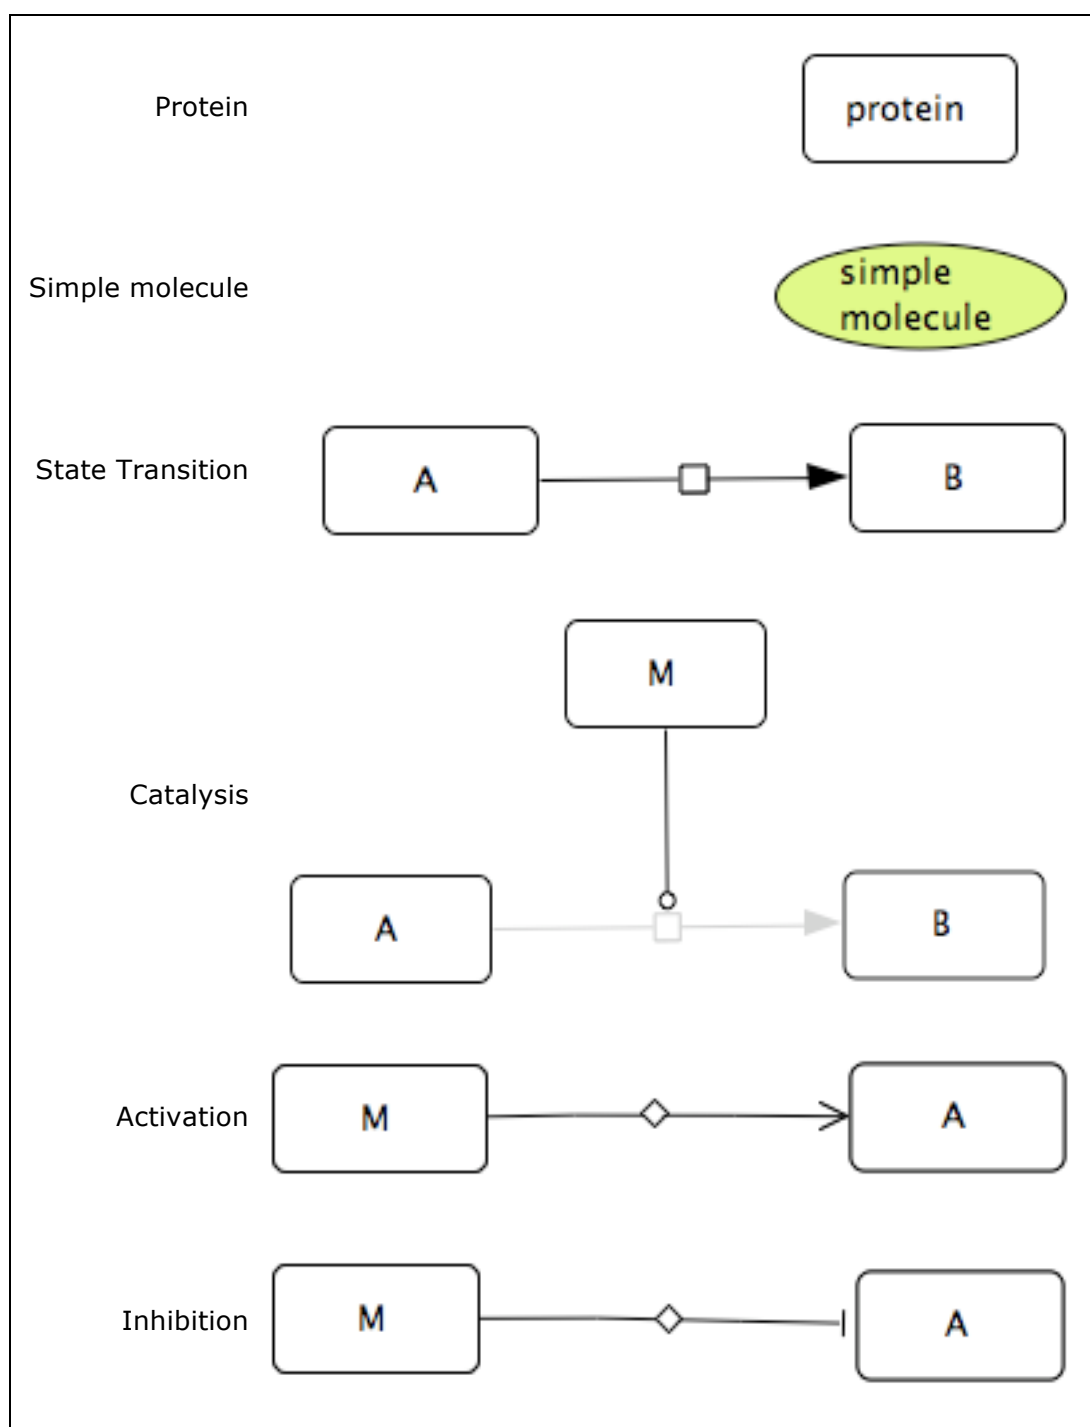 Protein
protein
Simple molecule
simple
molecule
State Transition
A
B
M
Catalysis
A
B
Activation
M
A
Inhibition
M
A